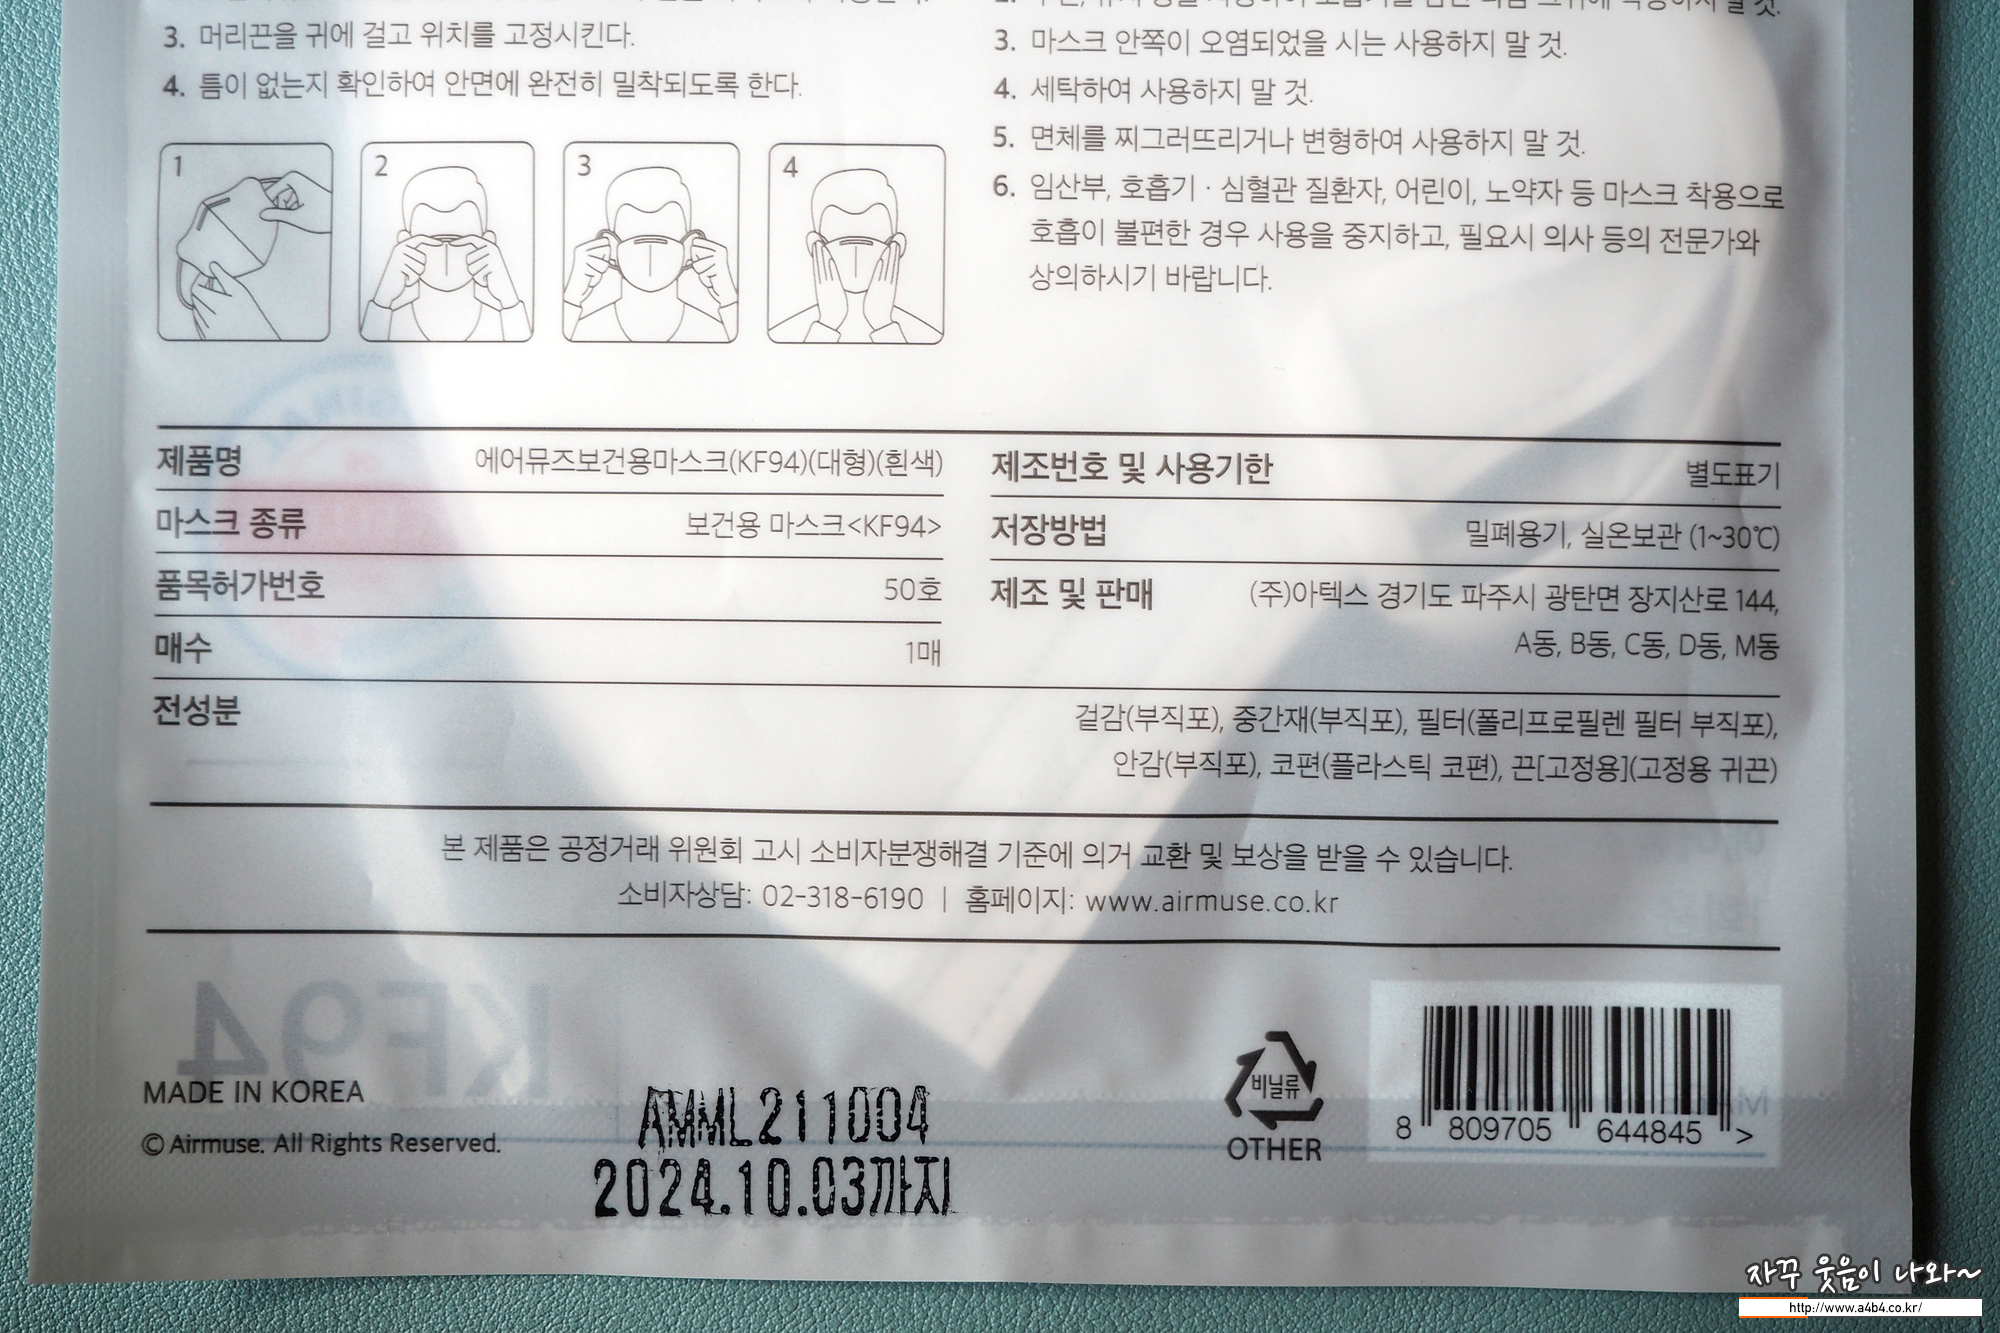 3. 머리끈을 귀에 걸고 위치를 고정시킨다.
4. 틈이 없는지 확인하여 안면에 완전히 밀착되도록 한다.
1
2
3
4
3. 마스크 안쪽이 오염되었을 시는 사용하지 말 것.
4. 세탁하여 사용하지 말 것.
5. 면체를 찌그러뜨리거나 변형하여 사용하지 말 것.
6. 임산부, 호흡기 · 심혈관 질환자, 어린이, 노약자 등 마스크 착용으로
호흡이 불편한 경우 사용을 중지하고, 필요시 의사 등의 전문가와
상의하시기 바랍니다.
제품명 에어뮤즈보건용마스크(KF94)(대형)(흰색)
마스크 종류 보건용 마스크<KF94>
품목허가번호 50호
매수 1매
제조번호 및 사용기한 별도표기
저장방법 밀폐용기, 실온보관 (1~30℃)
제조 및 판매 (주)아텍스 경기도 파주시 광탄면 장지산로 144,
A동, B동, C동, D동, M동
전성분 겉감(부직포), 중간재(부직포), 필터(폴리프로필렌 필터 부직포),
안감(부직포), 코편(플라스틱 코편), 끈[고정용](고정용 귀끈)
본 제품은 공정거래 위원회 고시 소비자분쟁해결 기준에 의거 교환 및 보상을 받을 수 있습니다.
소비자상담: 02-318-6190 | 홈페이지: www.airmuse.co.kr
KF94
MADE IN KOREA
© Airmuse. All Rights Reserved.
AMML211004
2024.10.03까지
비닐류
OTHER
8 809705 644845 >
자꾸 웃음이 나와~
http://www.a4b4.co.kr/